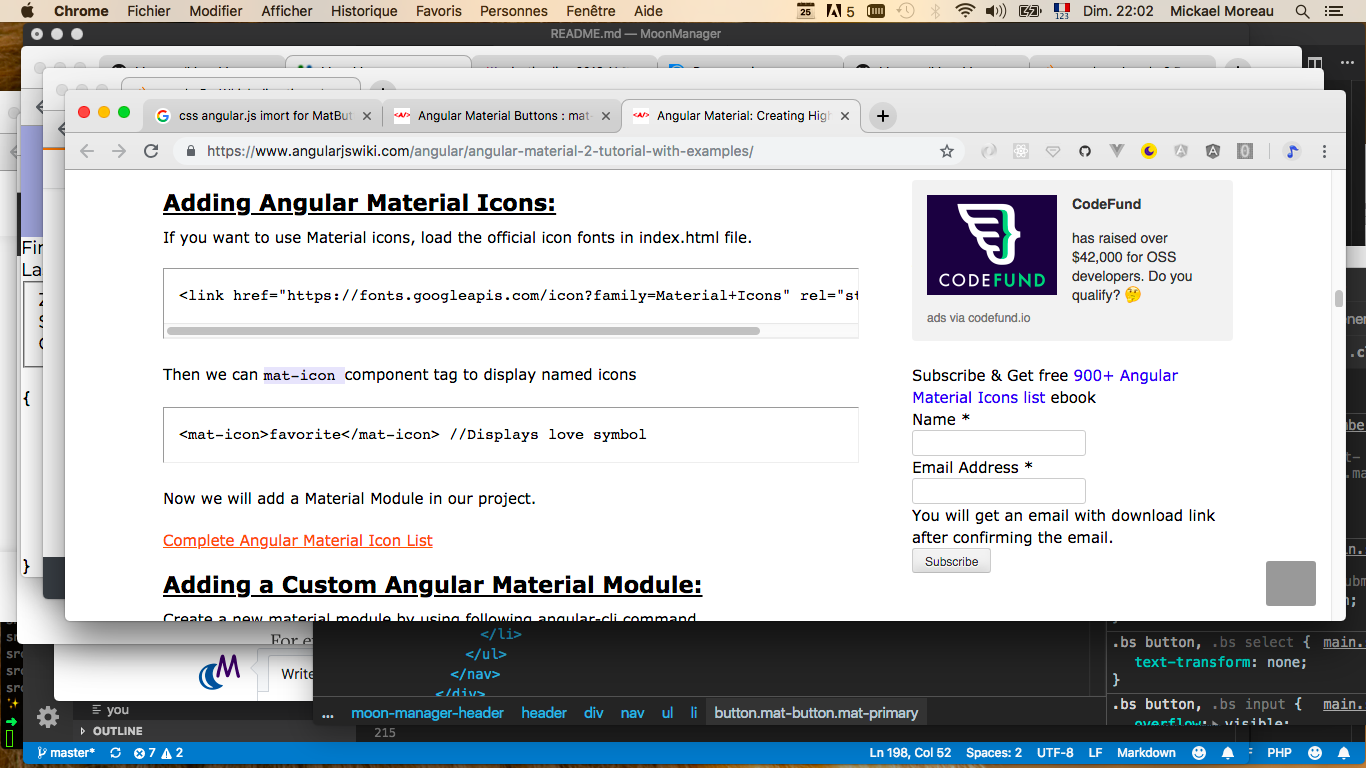 Chrome Fichier Modifier Afficher Historique Favoris Personnes Fenêtre Aide 25 5 123 Dim. 22:02 Mickael Moreau
README.md — MoonManager
css angular.js imort for MatBut
Angular Material Buttons : mat-
Angular Material: Creating High
https://www.angularjswiki.com/angular/angular-material-2-tutorial-with-examples/
Adding Angular Material Icons:
If you want to use Material icons, load the official icon fonts in index.html file.
<link href="https://fonts.googleapis.com/icon?family=Material+Icons" rel="st
Then we can mat-icon component tag to display named icons
<mat-icon>favorite</mat-icon> //Displays love symbol
Now we will add a Material Module in our project.
Complete Angular Material Icon List
Adding a Custom Angular Material Module:
Create a new material module by using following angular-cli command
CODEFUND
CodeFund
has raised over
$42,000 for OSS
developers. Do you
qualify? 🤔
ads via codefund.io
Subscribe & Get free 900+ Angular
Material Icons list ebook
Name *
Email Address *
You will get an email with download link
after confirming the email.
Subscribe
Fir
La
{
}
For e
M
Write
</li>
</ul>
</nav>
</div>
.bs button, .bs select { main.
text-transform: none;
}
.bs button, .bs input { main.
overflow: visible;
... moon-manager-header header div nav ul li button.mat-button.mat-primary
you
OUTLINE
215
master* 7 2 Ln 198, Col 52 Spaces: 2 UTF-8 LF Markdown PHP